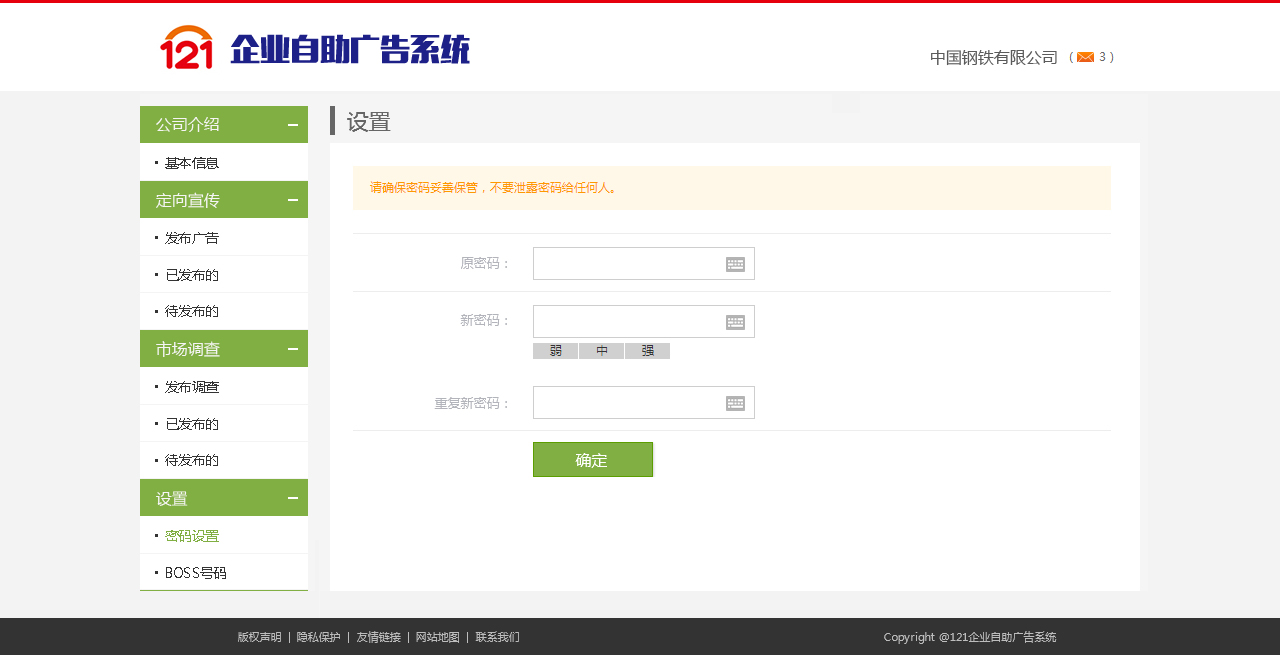 121 企业自助广告系统
中国钢铁有限公司 ( 3 )
公司介绍
基本信息
定向宣传
发布广告
已发布的
待发布的
市场调查
发布调查
已发布的
待发布的
设置
密码设置
BOSS号码
设置
请确保密码妥善保管，不要泄露密码给任何人。
原密码：
新密码：
弱 中 强
重复新密码：
确定
版权声明 | 隐私保护 | 友情链接 | 网站地图 | 联系我们
Copyright @121企业自助广告系统